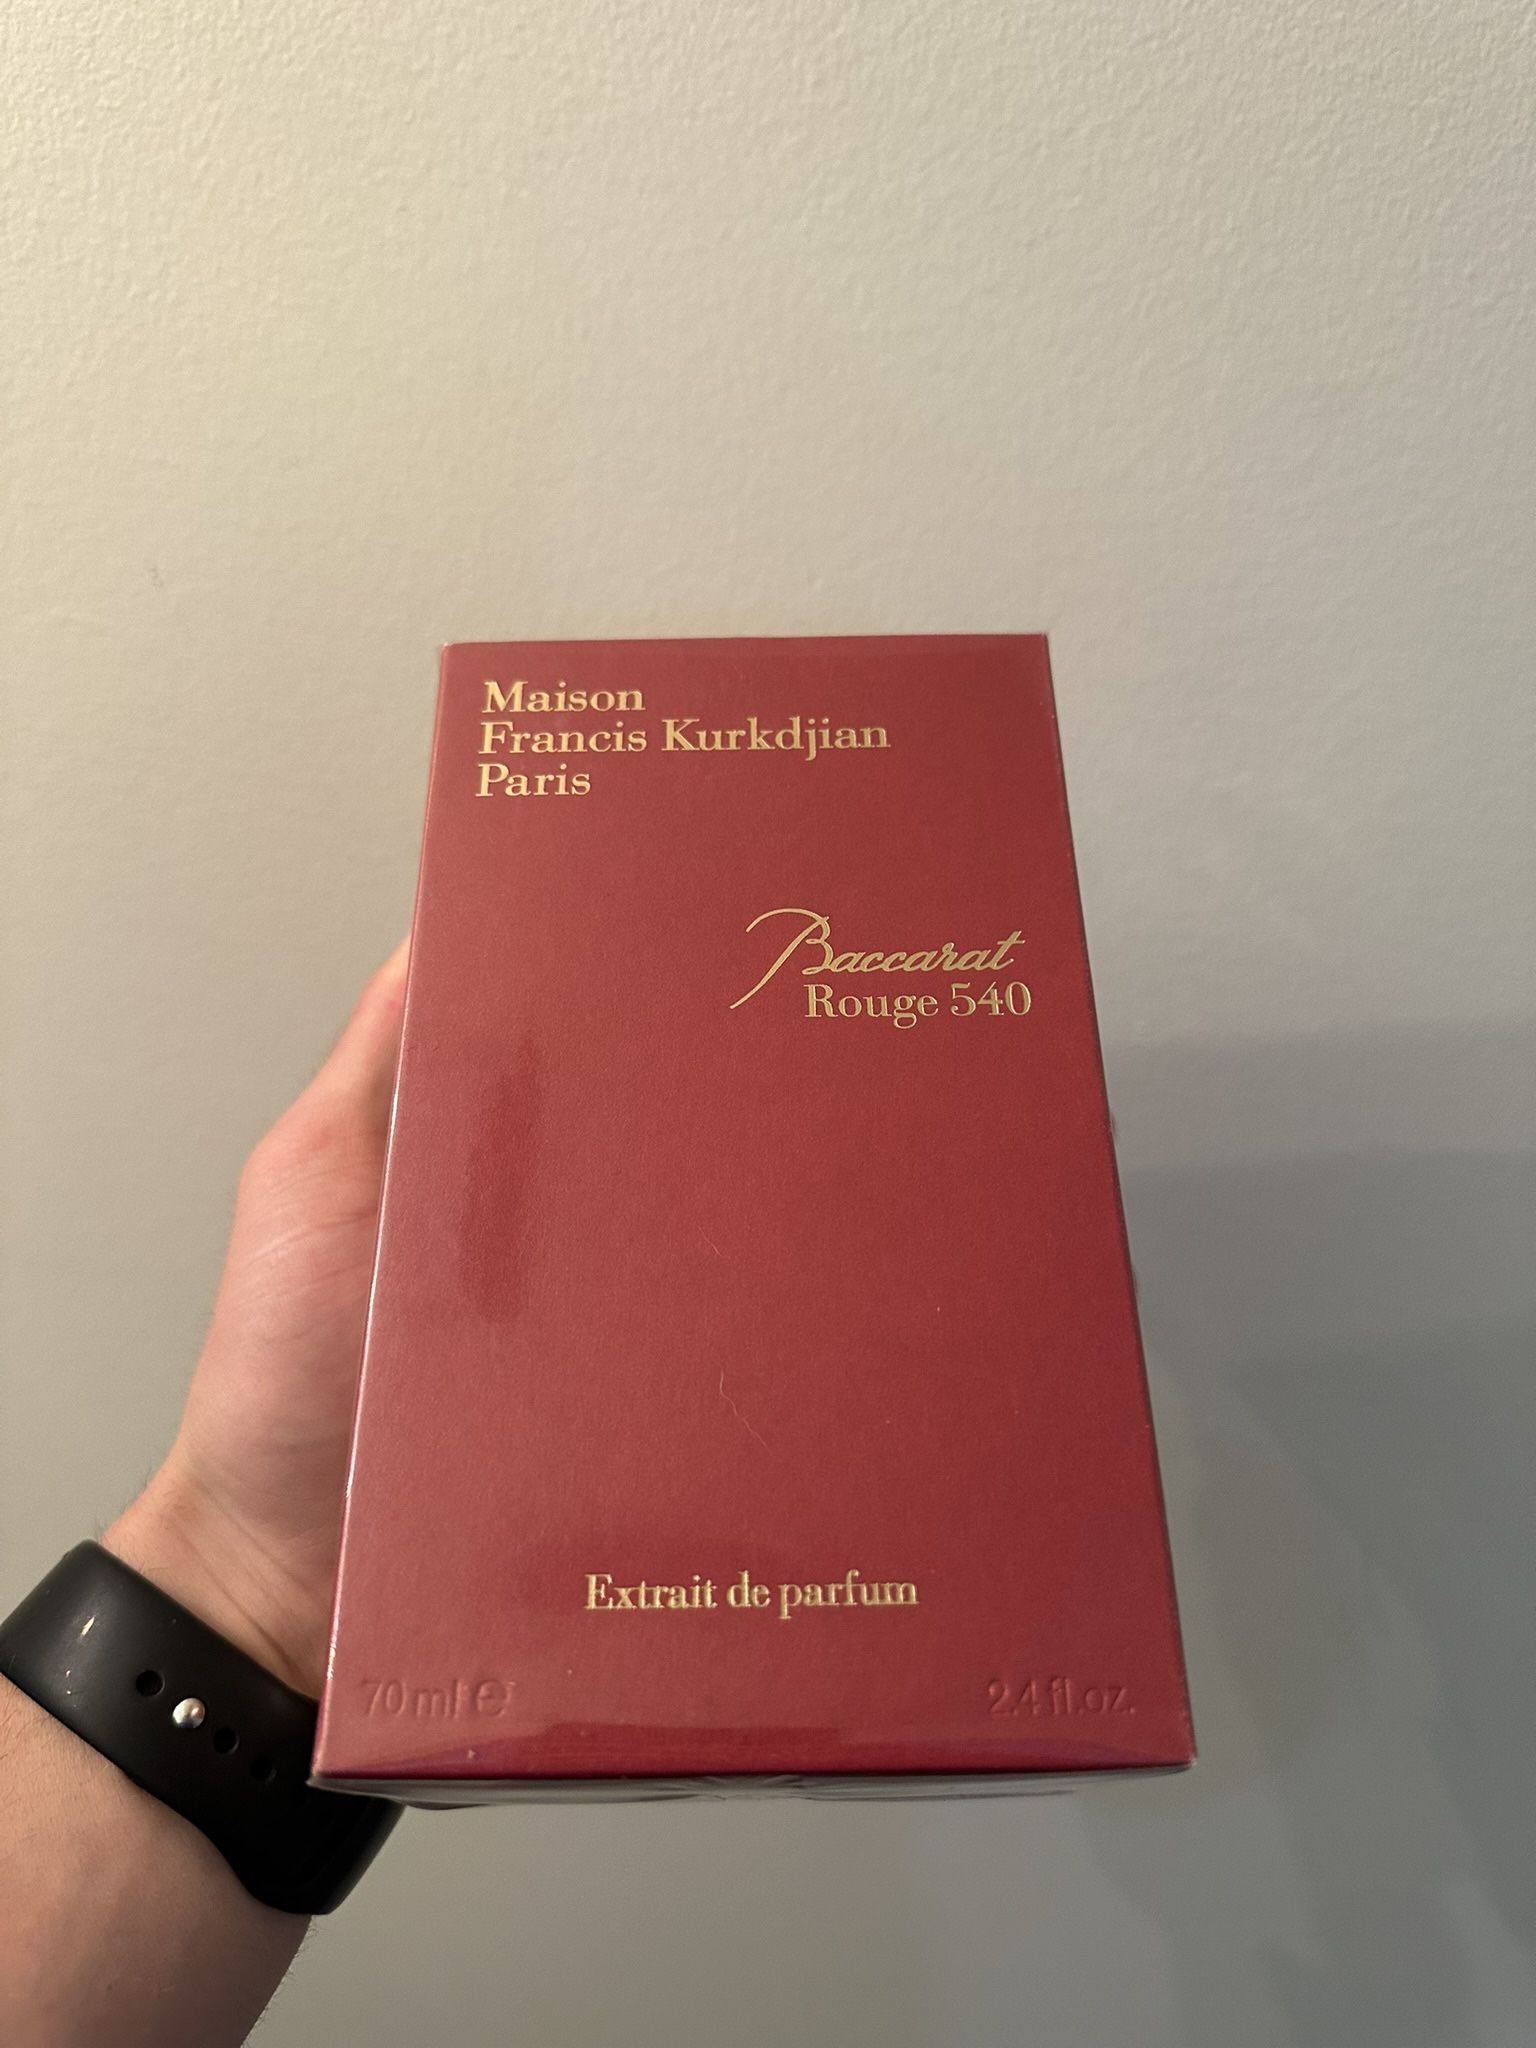 Maison
Francis Kurkdjian
Paris
Baccarat
Rouge 540
Extrait de parfum
70 ml ℮ 2.4 fl.oz.